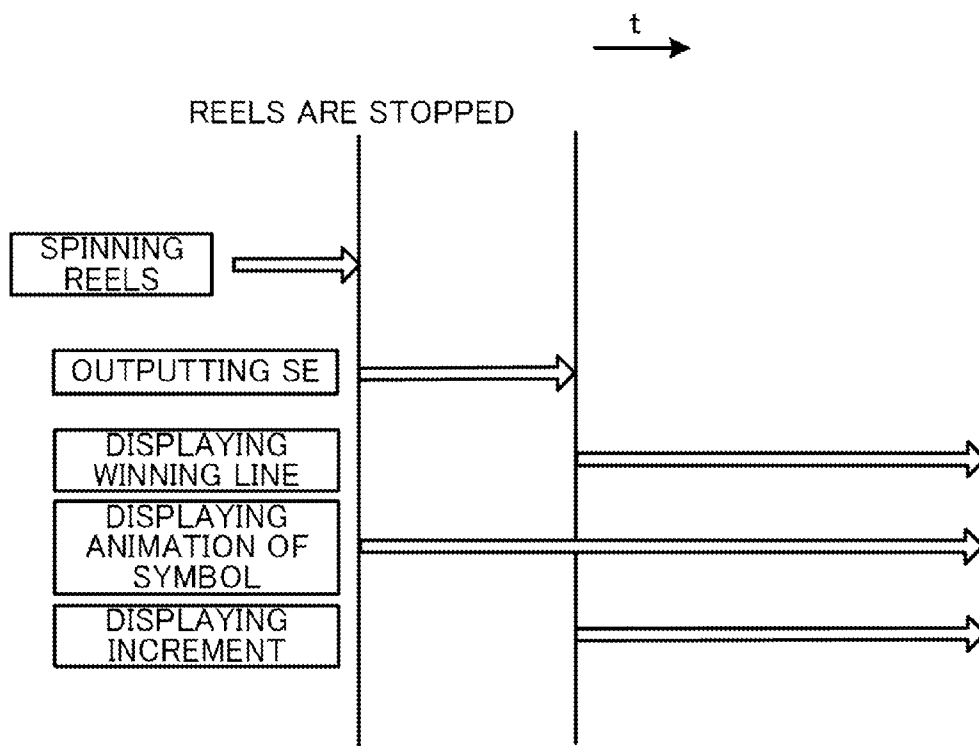 t
REELS ARE STOPPED
SPINNING
REELS
OUTPUTTING SE
DISPLAYING
WINNING LINE
DISPLAYING
ANIMATION OF
SYMBOL
DISPLAYING
INCREMENT